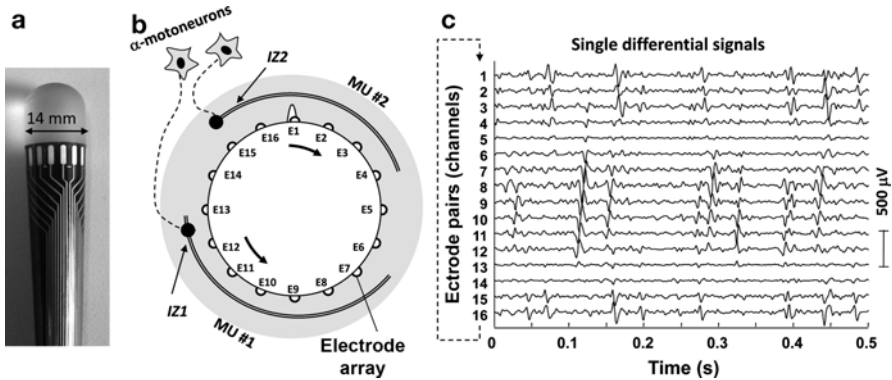 a
14 mm
b
α-motoneurons
IZ2
MU #2
E1
E2
E3
E4
E5
E6
E7
E8
E9
E10
E11
E12
E13
E14
E15
E16
IZ1
MU #1
Electrode
array
c
Single differential signals
Ectrode pairs (channels)
1
2
3
4
5
6
7
8
9
10
11
12
13
14
15
16
500 µV
0
0.1
0.2
0.3
0.4
0.5
Time (s)